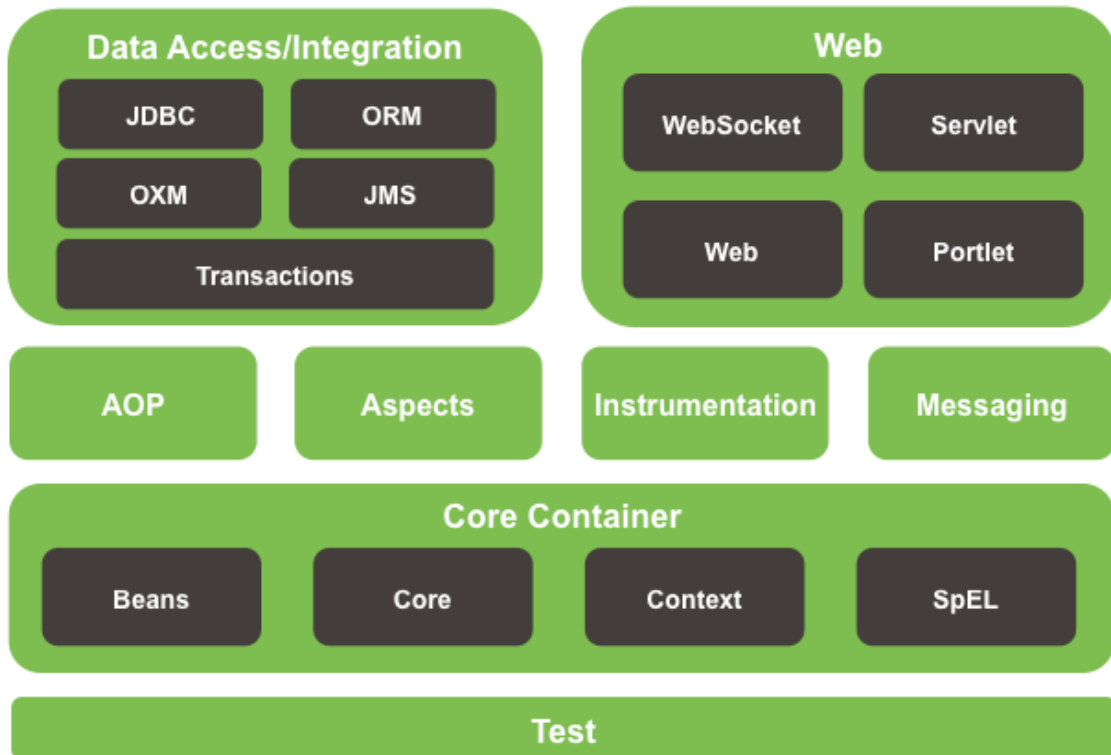 Data Access/Integration
JDBC
ORM
OXM
JMS
Transactions
Web
WebSocket
Servlet
Web
Portlet
AOP
Aspects
Instrumentation
Messaging
Core Container
Beans
Core
Context
SpEL
Test